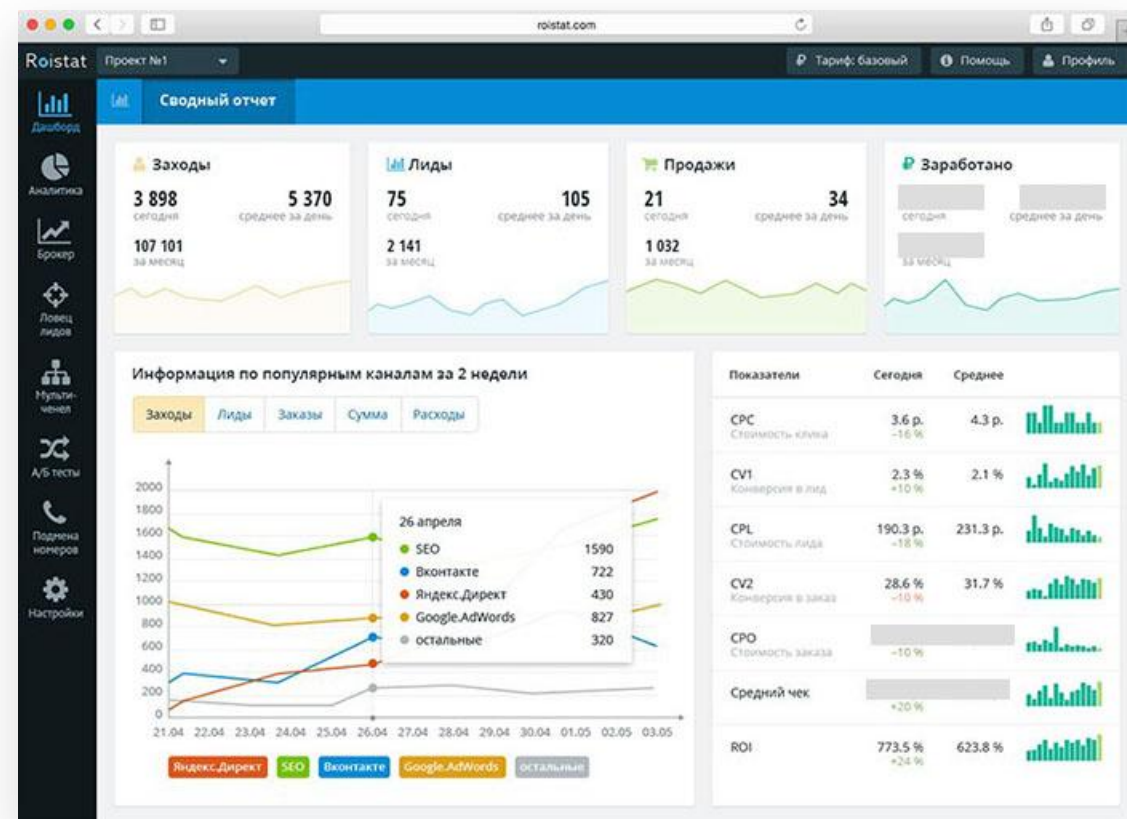 roistat.com
Roistat Проект №1 Тариф: базовый Помощь Профиль
Дашборд
Аналитика
Брокер
Ловец
лидов
Мульти-
ченел
А/Б тесты
Подмена
номеров
Настройки
Сводный отчет
Заходы
3 898 5 370
сегодня среднее за день
107 101
за месяц
Лиды
75 105
сегодня среднее за день
2 141
за месяц
Продажи
21 34
сегодня среднее за день
1 032
за месяц
Заработано
сегодня среднее за день
за месяц
Информация по популярным каналам за 2 недели
Заходы Лиды Заказы Сумма Расходы
2000
1800
1600
1400
1200
1000
800
600
400
200
0
21.04 22.04 23.04 24.04 25.04 26.04 27.04 28.04 29.04 30.04 01.05 02.05 03.05
26 апреля
SEO 1590
Вконтакте 722
Яндекс.Директ 430
Google.AdWords 827
остальные 320
Яндекс.Директ SEO Вконтакте Google.AdWords остальные
Показатели Сегодня Среднее
CPC 3.6 р. 4.3 р.
Стоимость клика -16 %
CV1 2.3 % 2.1 %
Конверсия в лид +10 %
CPL 190.3 р. 231.3 р.
Стоимость лида -18 %
CV2 28.6 % 31.7 %
Конверсия в заказ -10 %
CPO
Стоимость заказа -10 %
Средний чек
+20 %
ROI 773.5 % 623.8 %
+24 %